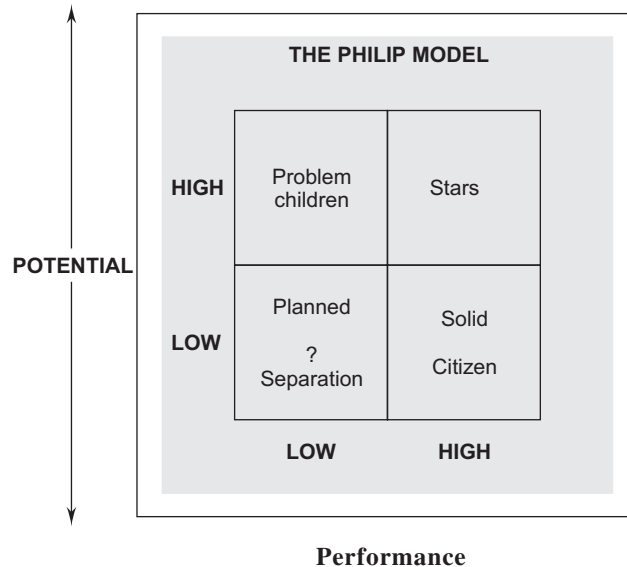 THE PHILIP MODEL
HIGH
Problem
children
Stars
POTENTIAL
LOW
Planned
?
Separation
Solid
Citizen
LOW
HIGH
Performance